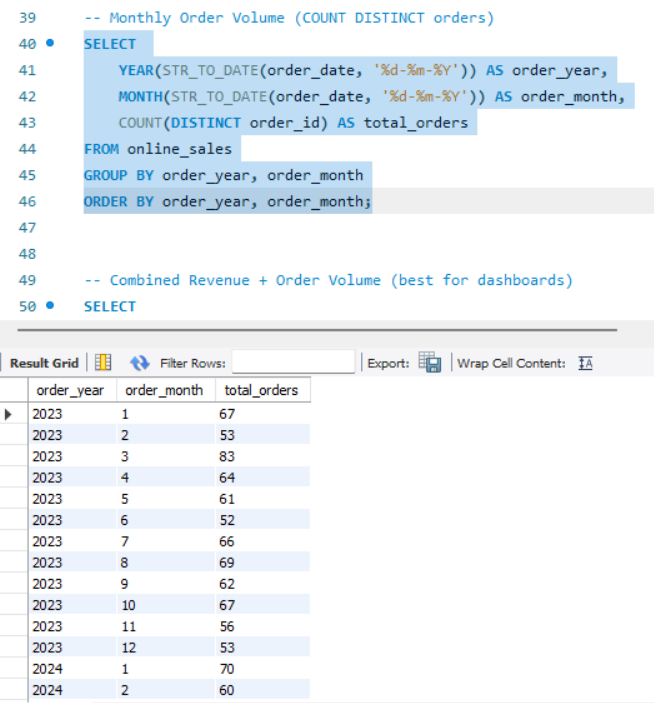 39 -- Monthly Order Volume (COUNT DISTINCT orders)
40 SELECT
41 YEAR(STR_TO_DATE(order_date, '%d-%m-%Y')) AS order_year,
42 MONTH(STR_TO_DATE(order_date, '%d-%m-%Y')) AS order_month,
43 COUNT(DISTINCT order_id) AS total_orders
44 FROM online_sales
45 GROUP BY order_year, order_month
46 ORDER BY order_year, order_month;
47
48
49 -- Combined Revenue + Order Volume (best for dashboards)
50 SELECT
Result Grid Filter Rows: Export: Wrap Cell Content: IA
order_year order_month total_orders
2023 1 67
2023 2 53
2023 3 83
2023 4 64
2023 5 61
2023 6 52
2023 7 66
2023 8 69
2023 9 62
2023 10 67
2023 11 56
2023 12 53
2024 1 70
2024 2 60